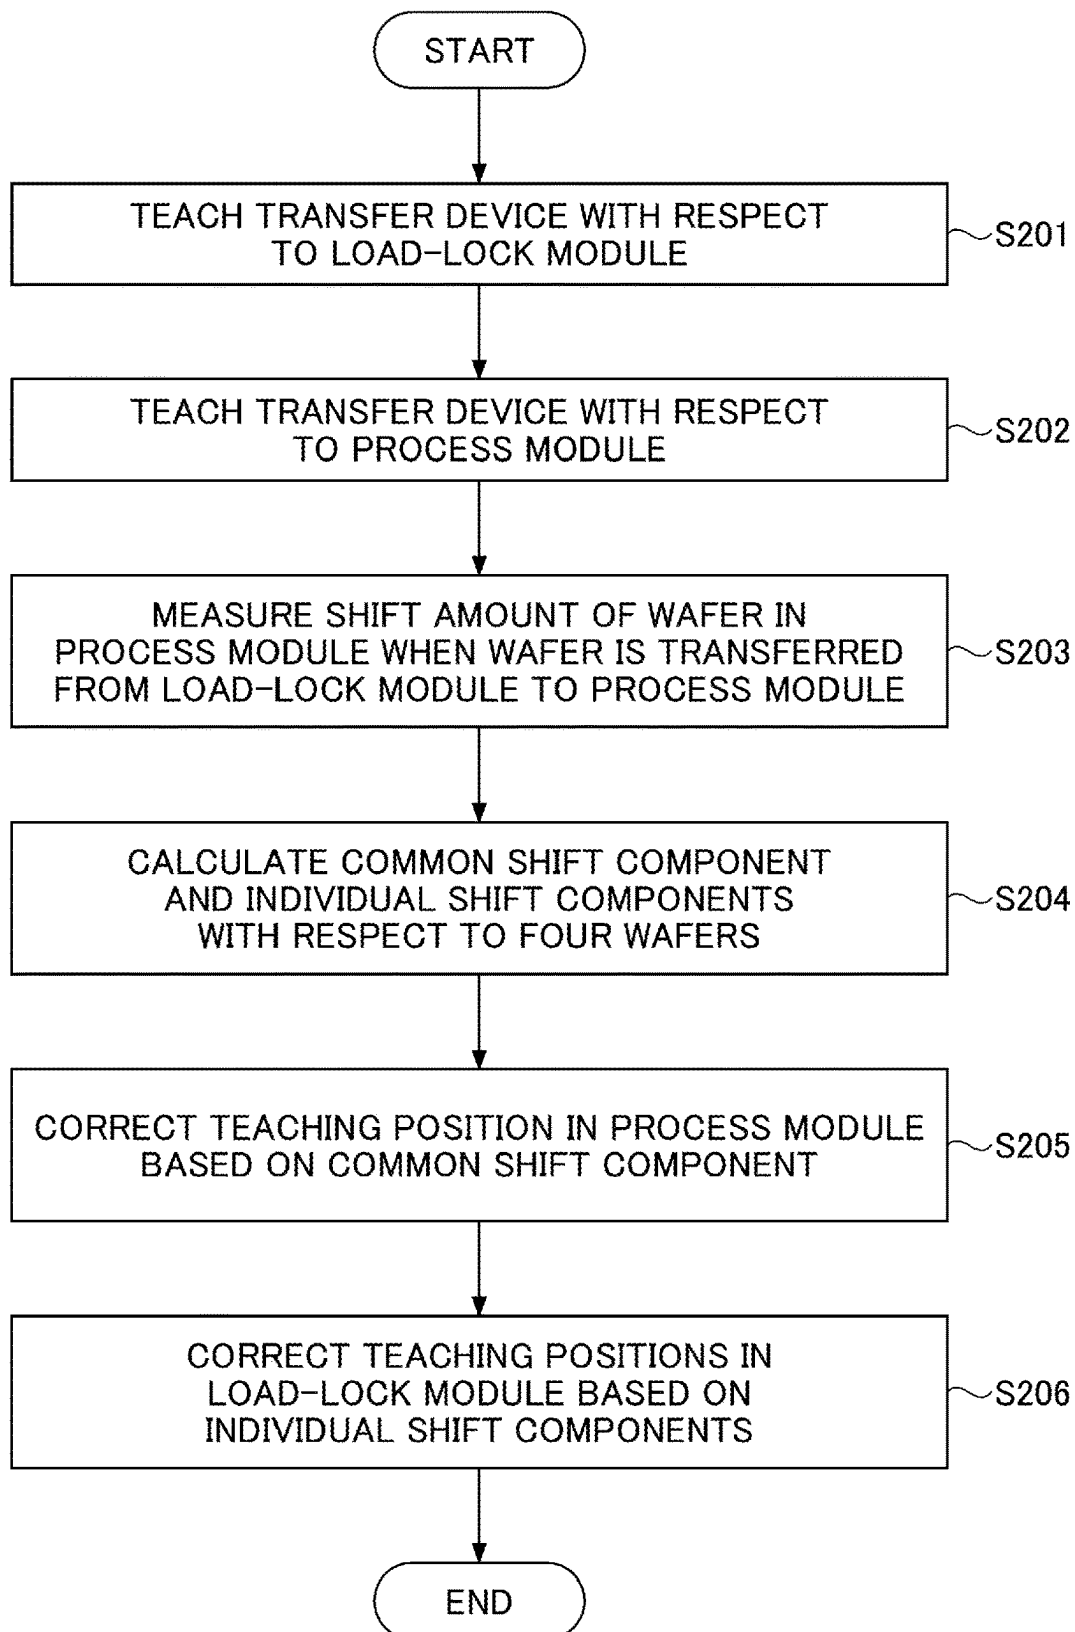 START
TEACH TRANSFER DEVICE WITH RESPECT
TO LOAD-LOCK MODULE
S201
TEACH TRANSFER DEVICE WITH RESPECT
TO PROCESS MODULE
S202
MEASURE SHIFT AMOUNT OF WAFER IN
PROCESS MODULE WHEN WAFER IS TRANSFERRED
FROM LOAD-LOCK MODULE TO PROCESS MODULE
S203
CALCULATE COMMON SHIFT COMPONENT
AND INDIVIDUAL SHIFT COMPONENTS
WITH RESPECT TO FOUR WAFERS
S204
CORRECT TEACHING POSITION IN PROCESS MODULE
BASED ON COMMON SHIFT COMPONENT
S205
CORRECT TEACHING POSITIONS IN
LOAD-LOCK MODULE BASED ON
INDIVIDUAL SHIFT COMPONENTS
S206
END